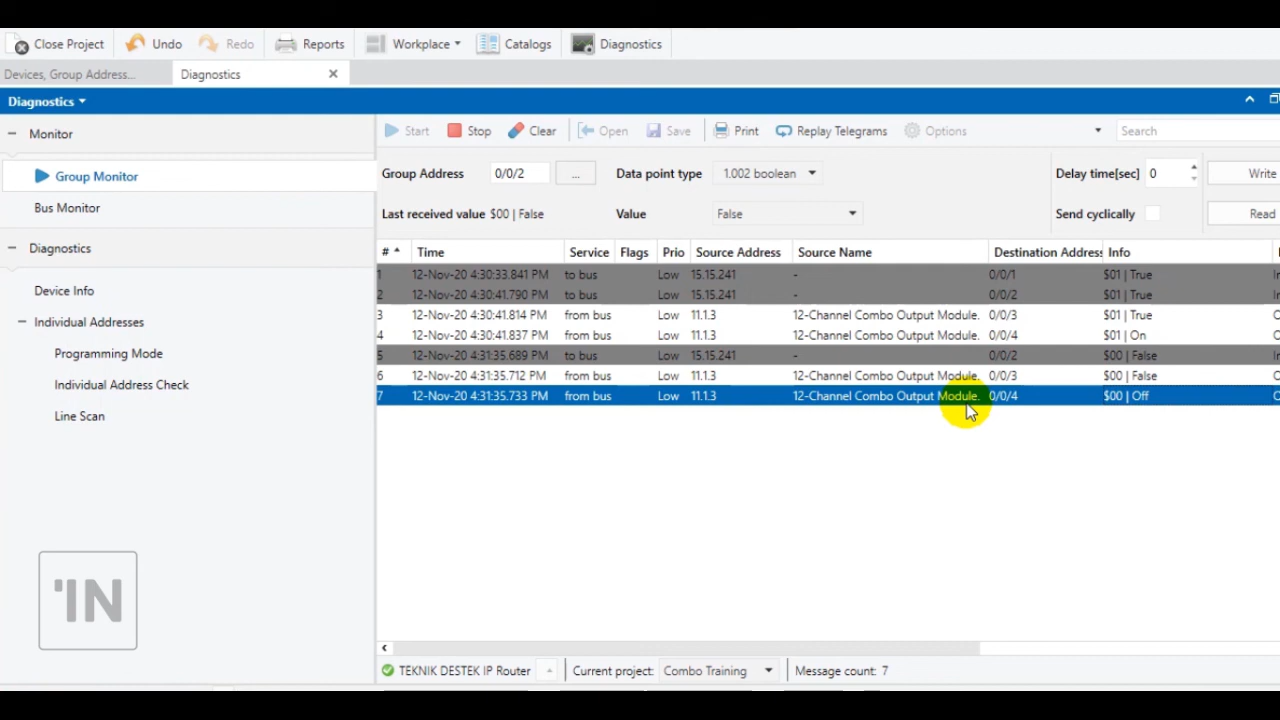 Close Project Undo Redo Reports Workplace Catalogs Diagnostics
Devices, Group Address... Diagnostics
Diagnostics
Monitor
Group Monitor
Bus Monitor
Diagnostics
Device Info
Individual Addresses
Programming Mode
Individual Address Check
Line Scan
'IN
Start Stop Clear Open Save Print Replay Telegrams Options Search
Group Address 0/0/2 ... Data point type 1.002 boolean Delay time[sec] 0 Write
Last received value $00 | False Value False Send cyclically Read
# Time Service Flags Prio Source Address Source Name Destination Address Info
1 12-Nov-20 4:30:33.841 PM to bus Low 15.15.241 - 0/0/1 $01 | True
2 12-Nov-20 4:30:41.790 PM to bus Low 15.15.241 - 0/0/2 $01 | True
3 12-Nov-20 4:30:41.814 PM from bus Low 1.1.1.3 12-Channel Combo Output Module. 0/0/3 $01 | True
4 12-Nov-20 4:30:41.837 PM from bus Low 11.1.3 12-Channel Combo Output Module. 0/0/4 $01 | On
5 12-Nov-20 4:31:35.689 PM to bus Low 15.15.241 - 0/0/2 $00 | False
6 12-Nov-20 4:31:35.712 PM from bus Low 11.1.3 12-Channel Combo Output Module. 0/0/3 $00 | False
7 12-Nov-20 4:31:35.733 PM from bus Low 11.1.3 12-Channel Combo Output Module. 0/0/4 $00 | Off
TEKNIK DESTEK IP Router Current project: Combo Training Message count: 7